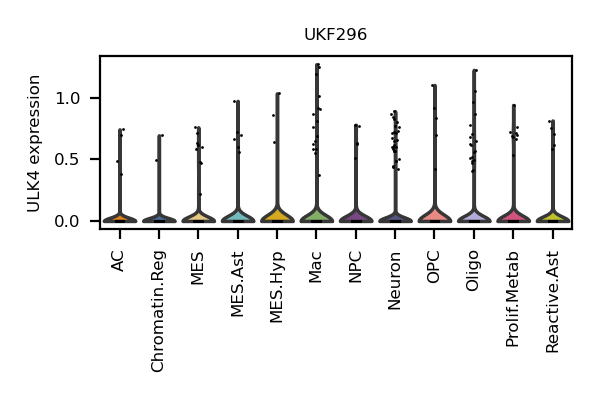 UKF296
ULK4 expression
1.0
0.5
0.0
AC
Chromatin.Reg
MES
MES.Ast
MES.Hyp
Mac
NPC
Neuron
OPC
Oligo
Prolif.Metab
Reactive.Ast